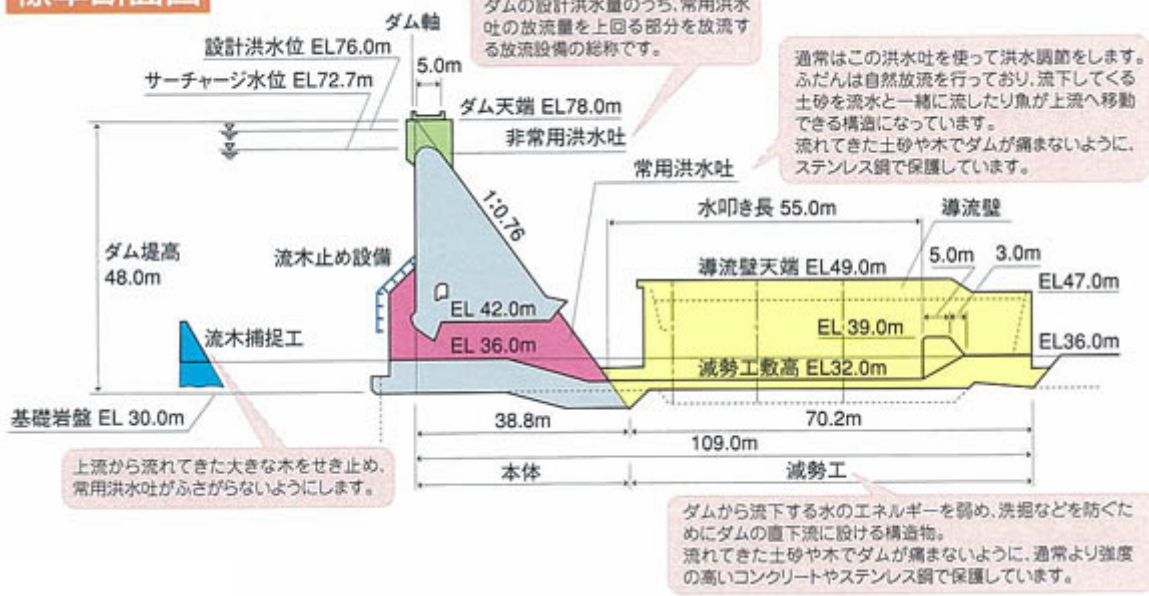 標準断面図
ダムの設計洪水量のうち、常用洪水
吐の放流量を上回る部分を放流す
る放流設備の総称です。
ダム軸
設計洪水位 EL76.0m
サーチャージ水位 EL72.7m
5.0m
ダム天端 EL78.0m
非常用洪水吐
通常はこの洪水吐を使って洪水調節をします。
ふだんは自然放流を行っており、流下してくる
土砂を流水と一緒に流したり魚が上流へ移動
できる構造になっています。
流れてきた土砂や木でダムが痛まないように、
ステンレス鋼で保護しています。
常用洪水吐
1:0.76
水叩き長 55.0m
導流壁
ダム堤高
48.0m
流木止め設備
導流壁天端 EL49.0m
5.0m
3.0m
EL47.0m
EL 42.0m
EL 39.0m
流木捕捉工
EL 36.0m
EL36.0m
減勢工敷高 EL32.0m
基礎岩盤 EL 30.0m
38.8m
70.2m
109.0m
本体
減勢工
上流から流れてきた大きな木をせき止め、
常用洪水吐がふさがらないようにします。
ダムから流下する水のエネルギーを弱め、洗掘などを防ぐた
めにダムの直下流に設ける構造物。
流れてきた土砂や木でダムが痛まないように、通常より強度
の高いコンクリートやステンレス鋼で保護しています。